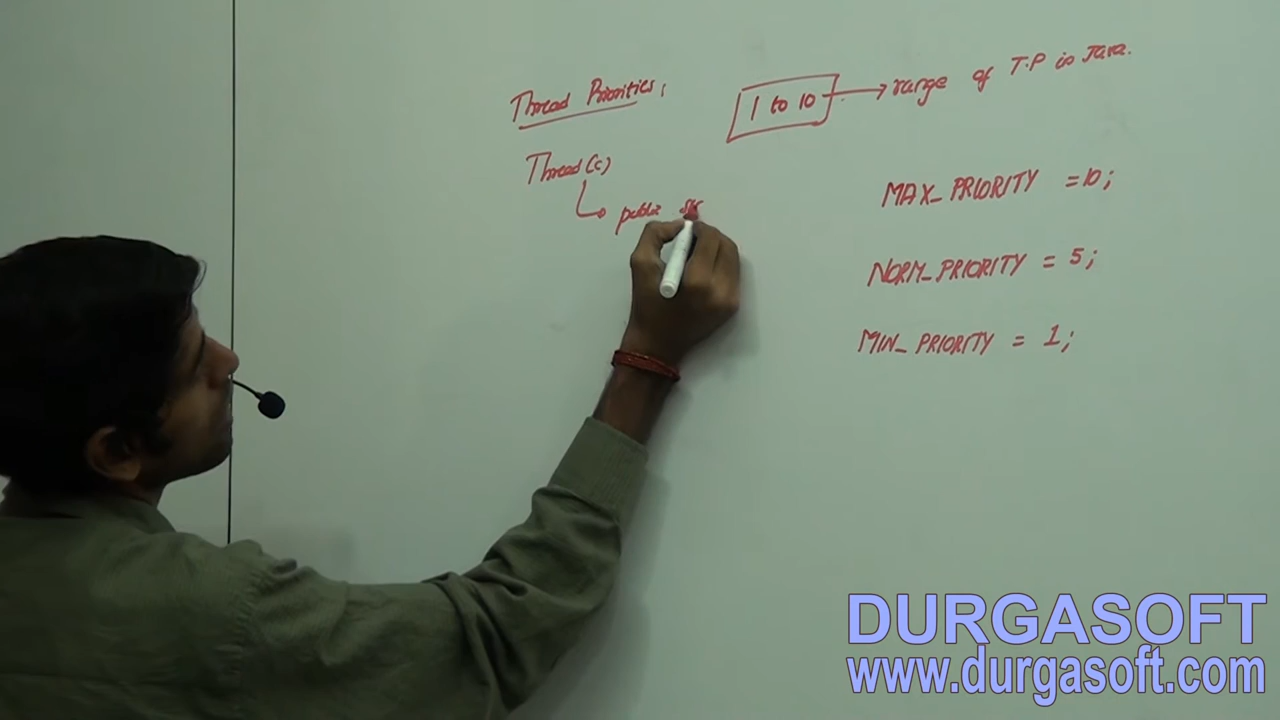 Thread Priorities:
1 to 10 → range of T.P in Java.
Thread(c)
public
MAX_PRIORITY = 10;
NORM_PRIORITY = 5;
MIN_PRIORITY = 1;
DURGASOFT
www.durgasoft.com